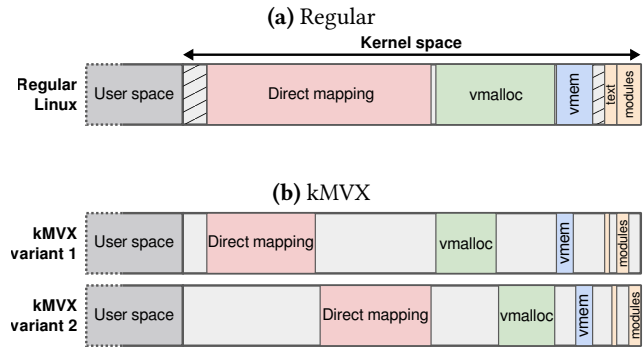 (a) Regular
Kernel space
Regular
Linux
User space
Direct mapping
vmalloc
vmem
text
modules
(b) kMVX
kMVX
variant 1
User space
Direct mapping
vmalloc
vmem
modules
kMVX
variant 2
User space
Direct mapping
vmalloc
vmem
modules